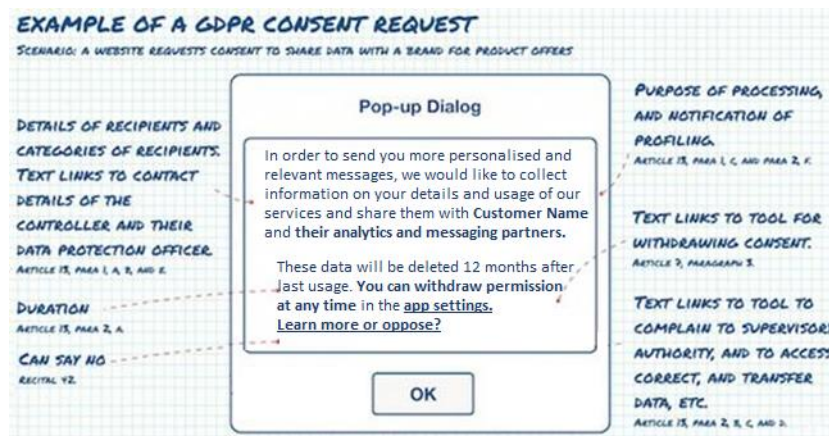 EXAMPLE OF A GDPR CONSENT REQUEST
SCENARIO: A WEBSITE REQUESTS CONSENT TO SHARE DATA WITH A BRAND FOR PRODUCT OFFERS
DETAILS OF RECIPIENTS AND
CATEGORIES OF RECIPIENTS.
TEXT LINKS TO CONTACT
DETAILS OF THE
CONTROLLER AND THEIR
DATA PROTECTION OFFICER
ARTICLE 13, PARA 1, A, B, AND E.
DURATION
ARTICLE 13, PARA 2, A.
CAN SAY NO
RECITAL 42.
Pop-up Dialog
In order to send you more personalised and
relevant messages, we would like to collect
information on your details and usage of our
services and share them with Customer Name
and their analytics and messaging partners.
These data will be deleted 12 months after
last usage. You can withdraw permission
at any time in the app settings.
Learn more or oppose?
OK
PURPOSE OF PROCESSING,
AND NOTIFICATION OF
PROFILING.
ARTICLE 13, PARA 1, C, AND PARA 2, F.
TEXT LINKS TO TOOL FOR
WITHDRAWING CONSENT.
ARTICLE 7, PARAGRAPH 3.
TEXT LINKS TO TOOL TO
COMPLAIN TO SUPERVISORY
AUTHORITY, AND TO ACCESS
CORRECT, AND TRANSFER
DATA, ETC.
ARTICLE 13, PARA 2, B, C, AND D.